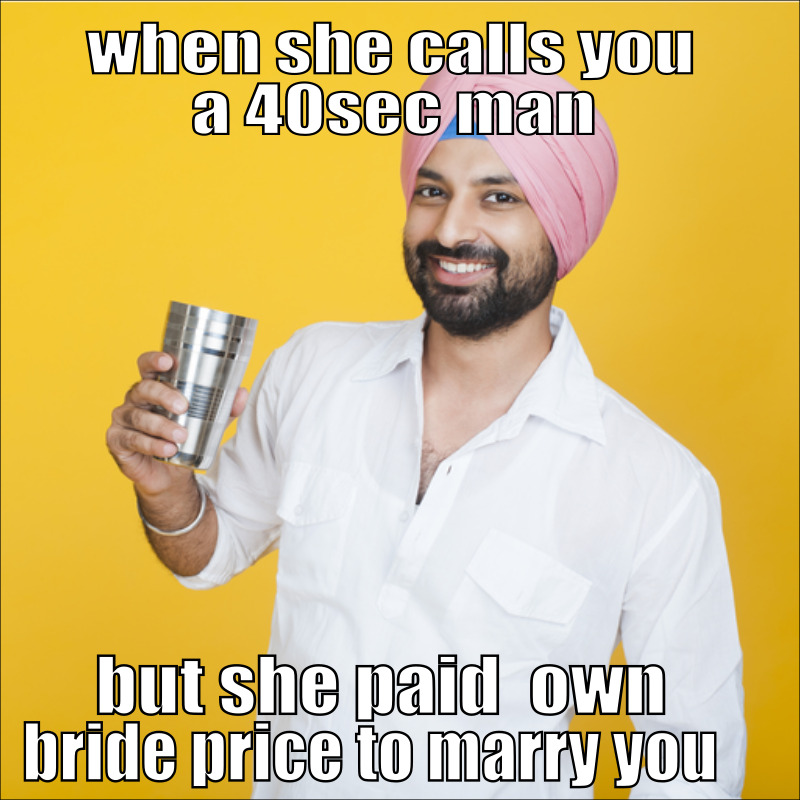 when she calls you
a 40sec man
but she paid own
bride price to marry you